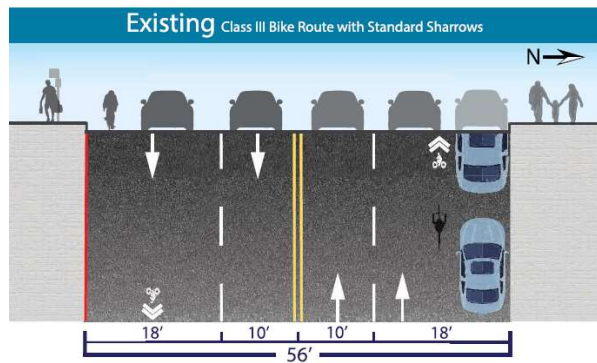 Existing Class III Bike Route with Standard Sharrows
N
18' 10' 10' 18'
56'